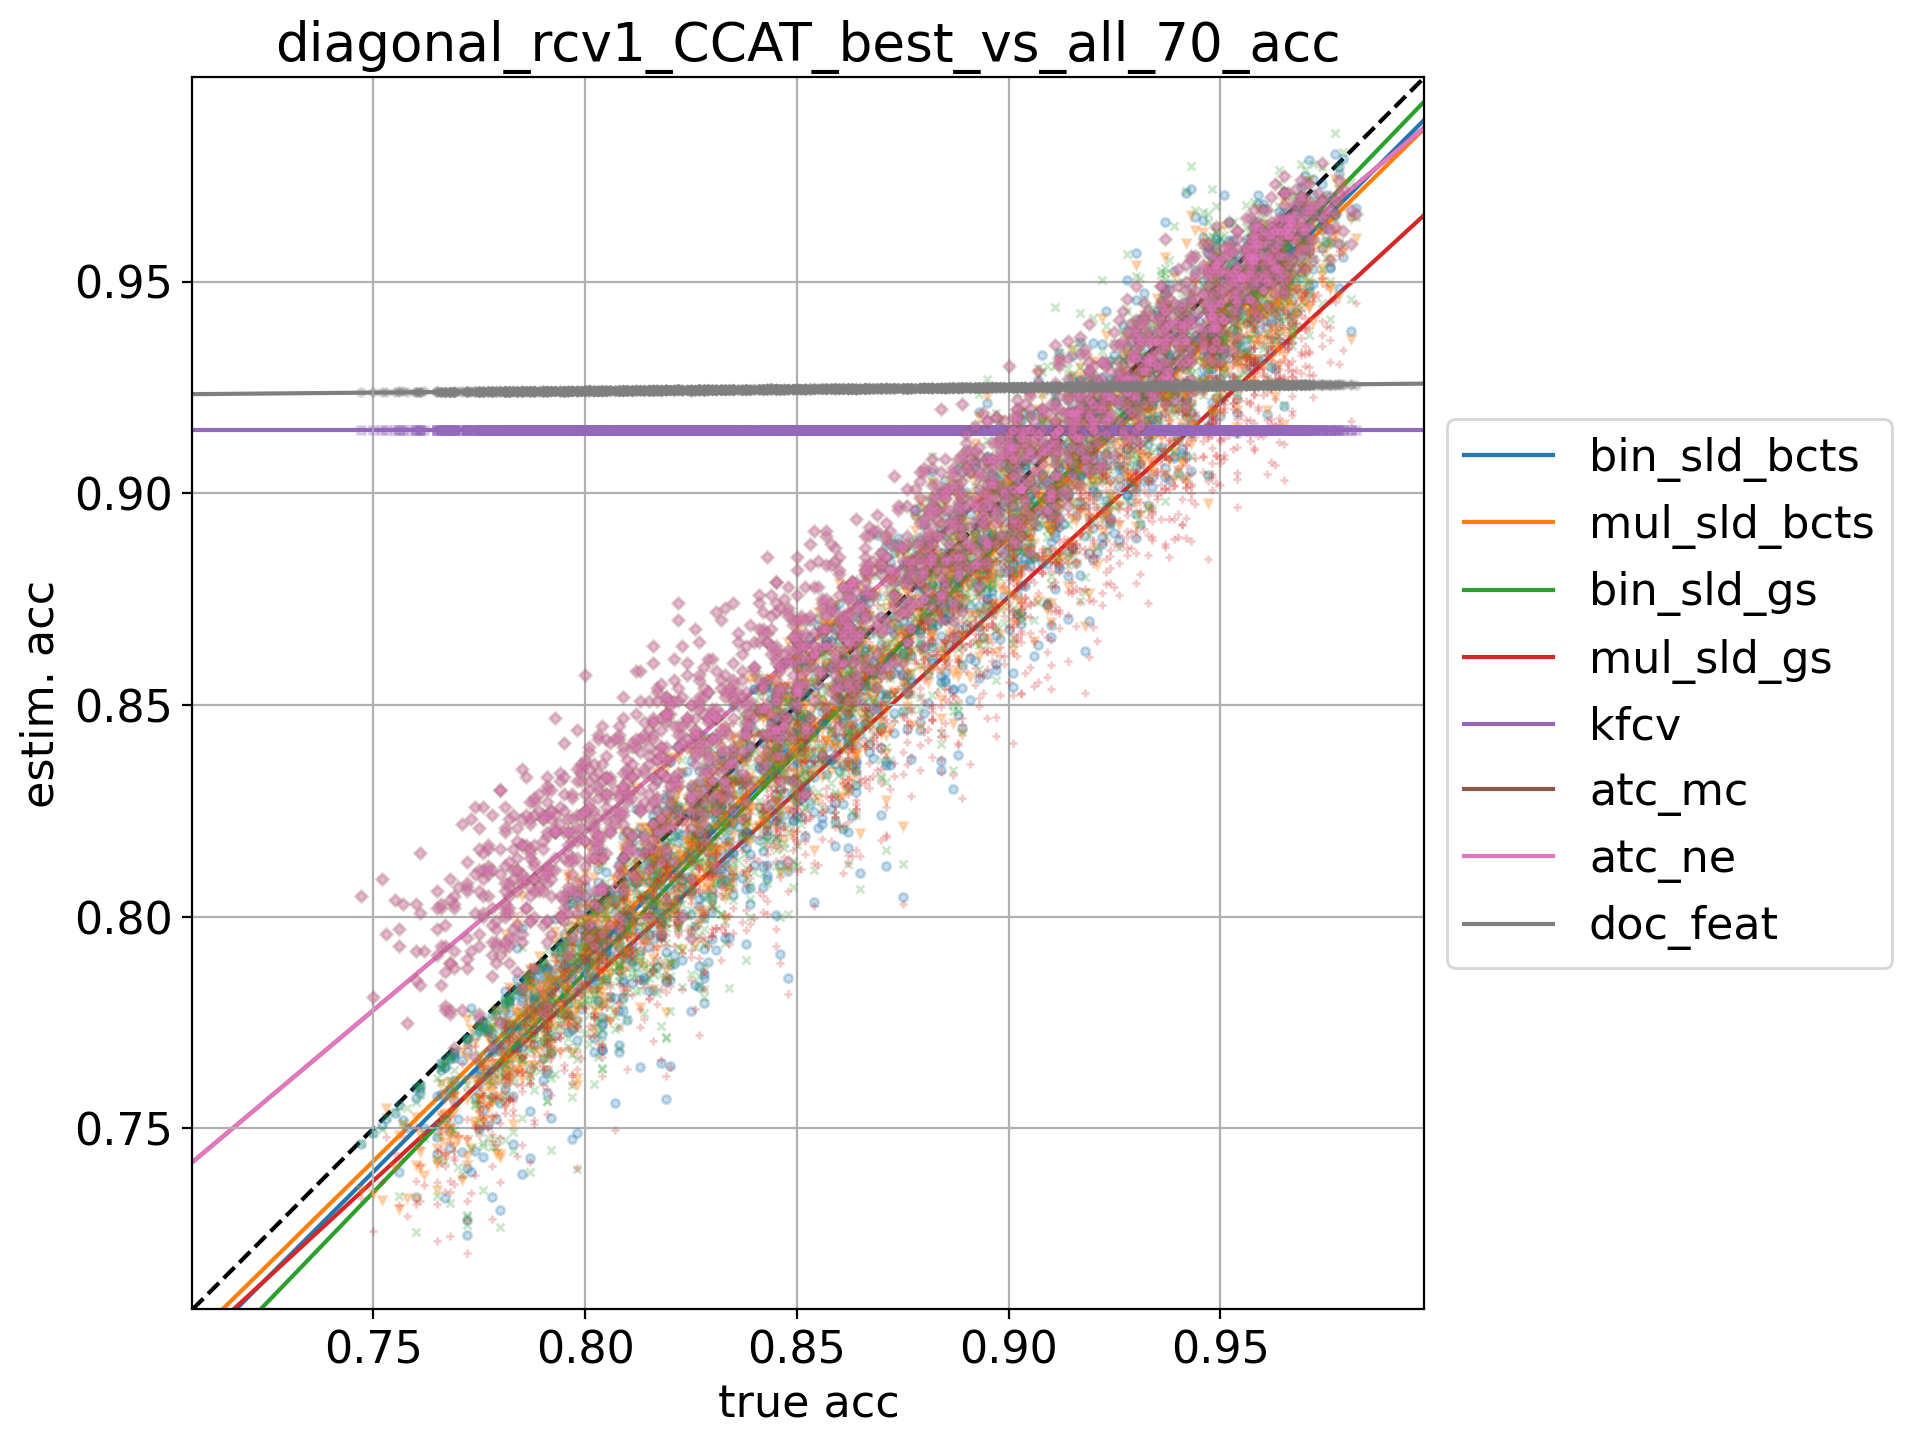 diagonal_rcv1_CCAT_best_vs_all_70_acc
estim. acc
0.95
0.90
0.85
0.80
0.75
0.75 0.80 0.85 0.90 0.95
true acc
bin_sld_bcts
mul_sld_bcts
bin_sld_gs
mul_sld_gs
kfcv
atc_mc
atc_ne
doc_feat